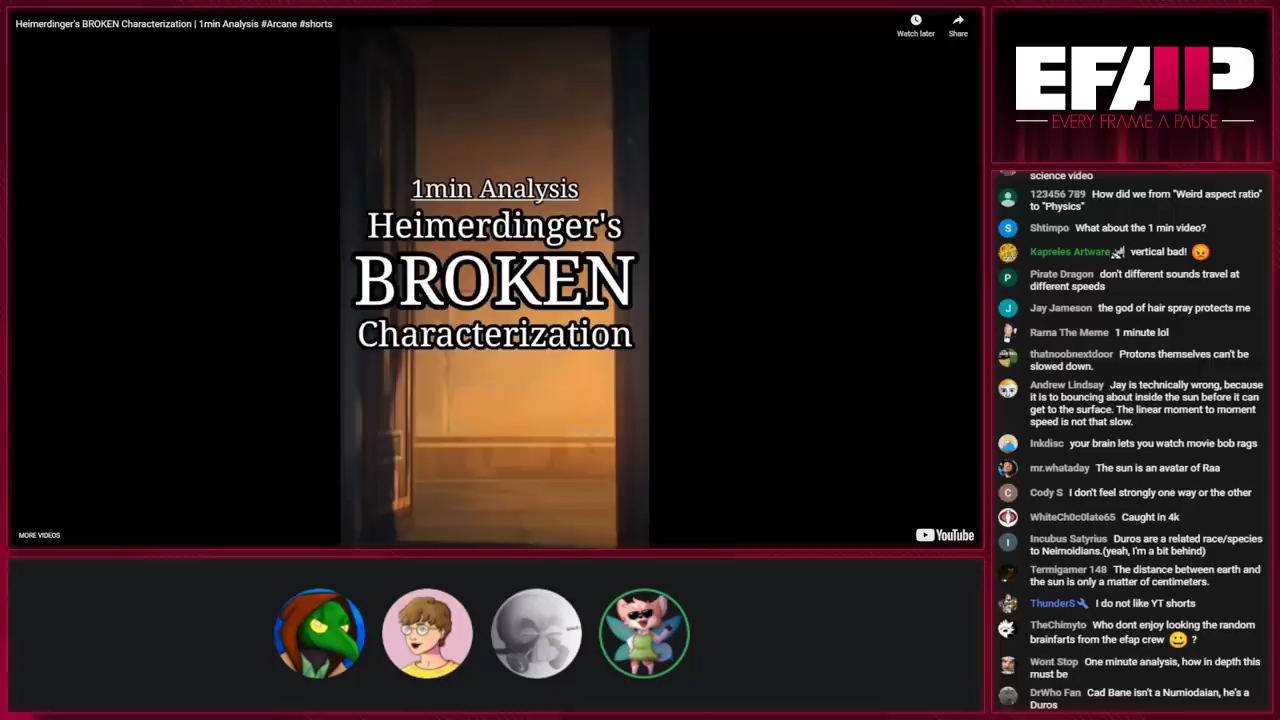 Heimerdinger's BROKEN Characterization | 1min Analysis #Arcane #shorts
Watch later
Share
1min Analysis
Heimerdinger's
BROKEN
Characterization
MORE VIDEOS
YouTube
EFAP
EVERY FRAME A PAUSE
science video
123456 789 How did we from "Weird aspect ratio"
to "Physics"
S
Shtimpo What about the 1 min video?
Kapreles Artware vertical bad! 😡
P
Pirate Dragon don't different sounds travel at
different speeds
J
Jay Jameson the god of hair spray protects me
Rama The Meme 1 minute lol
thatnoobnextdoor Protons themselves can't be
slowed down.
Andrew Lindsay Jay is technically wrong, because
it is to bouncing about inside the sun before it can
get to the surface. The linear moment to moment
speed is not that slow.
Inkdisc your brain lets you watch movie bob rags
mr.whataday The sun is an avatar of Raa
C
Cody S I don't feel strongly one way or the other
WhiteCh0c0late65 Caught in 4k
I
Incubus Satyrius Duros are a related race/species
to Neimoidians.(yeah, I'm a bit behind)
Termigamer 148 The distance between earth and
the sun is only a matter of centimeters.
ThunderS I do not like YT shorts
TheChimyto Who dont enjoy looking the random
brainfarts from the efap crew 😀 ?
Wont Stop One minute analysis, how in depth this
must be
DrWho Fan Cad Bane isn't a Numiodaian, he's a
Duros